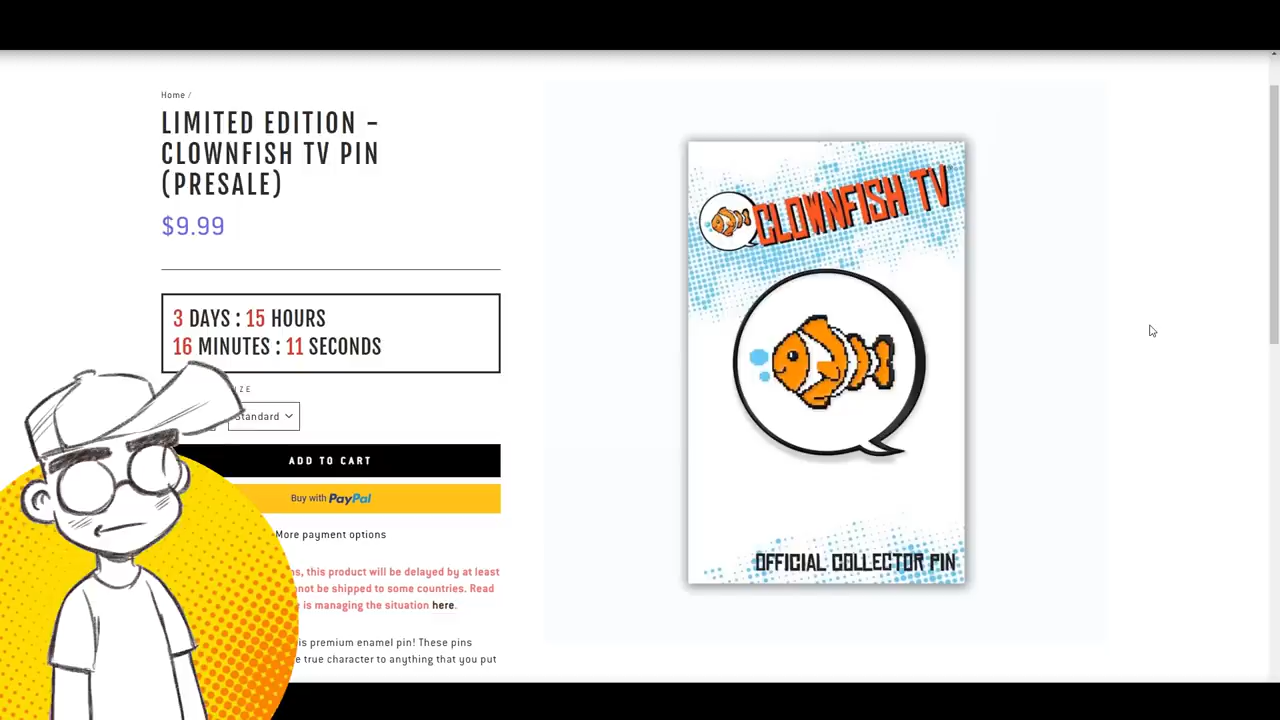 Home /
LIMITED EDITION -
CLOWNFISH TV PIN
(PRESALE)
$9.99
3 DAYS : 15 HOURS
16 MINUTES : 11 SECONDS
Standard
ADD TO CART
Buy with PayPal
More payment options
this product will be delayed by at least
be shipped to some countries. Read
is managing the situation here.
premium enamel pin! These pins
true character to anything that you put
CLOWNFISH TV
OFFICIAL COLLECTOR PIN